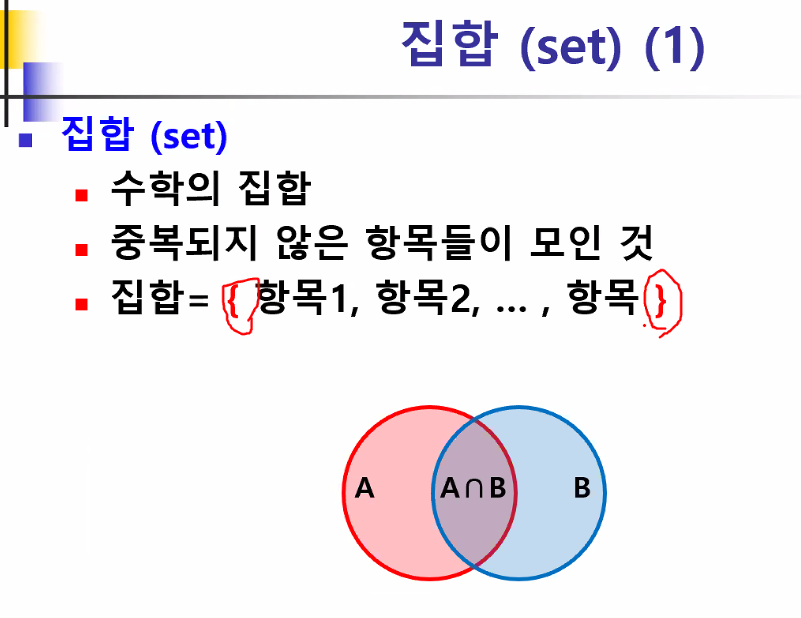 집합 (set) (1)
집합 (set)
수학의 집합
중복되지 않은 항목들이 모인 것
집합= { 항목1, 항목2, … , 항목 }
A A∩B B